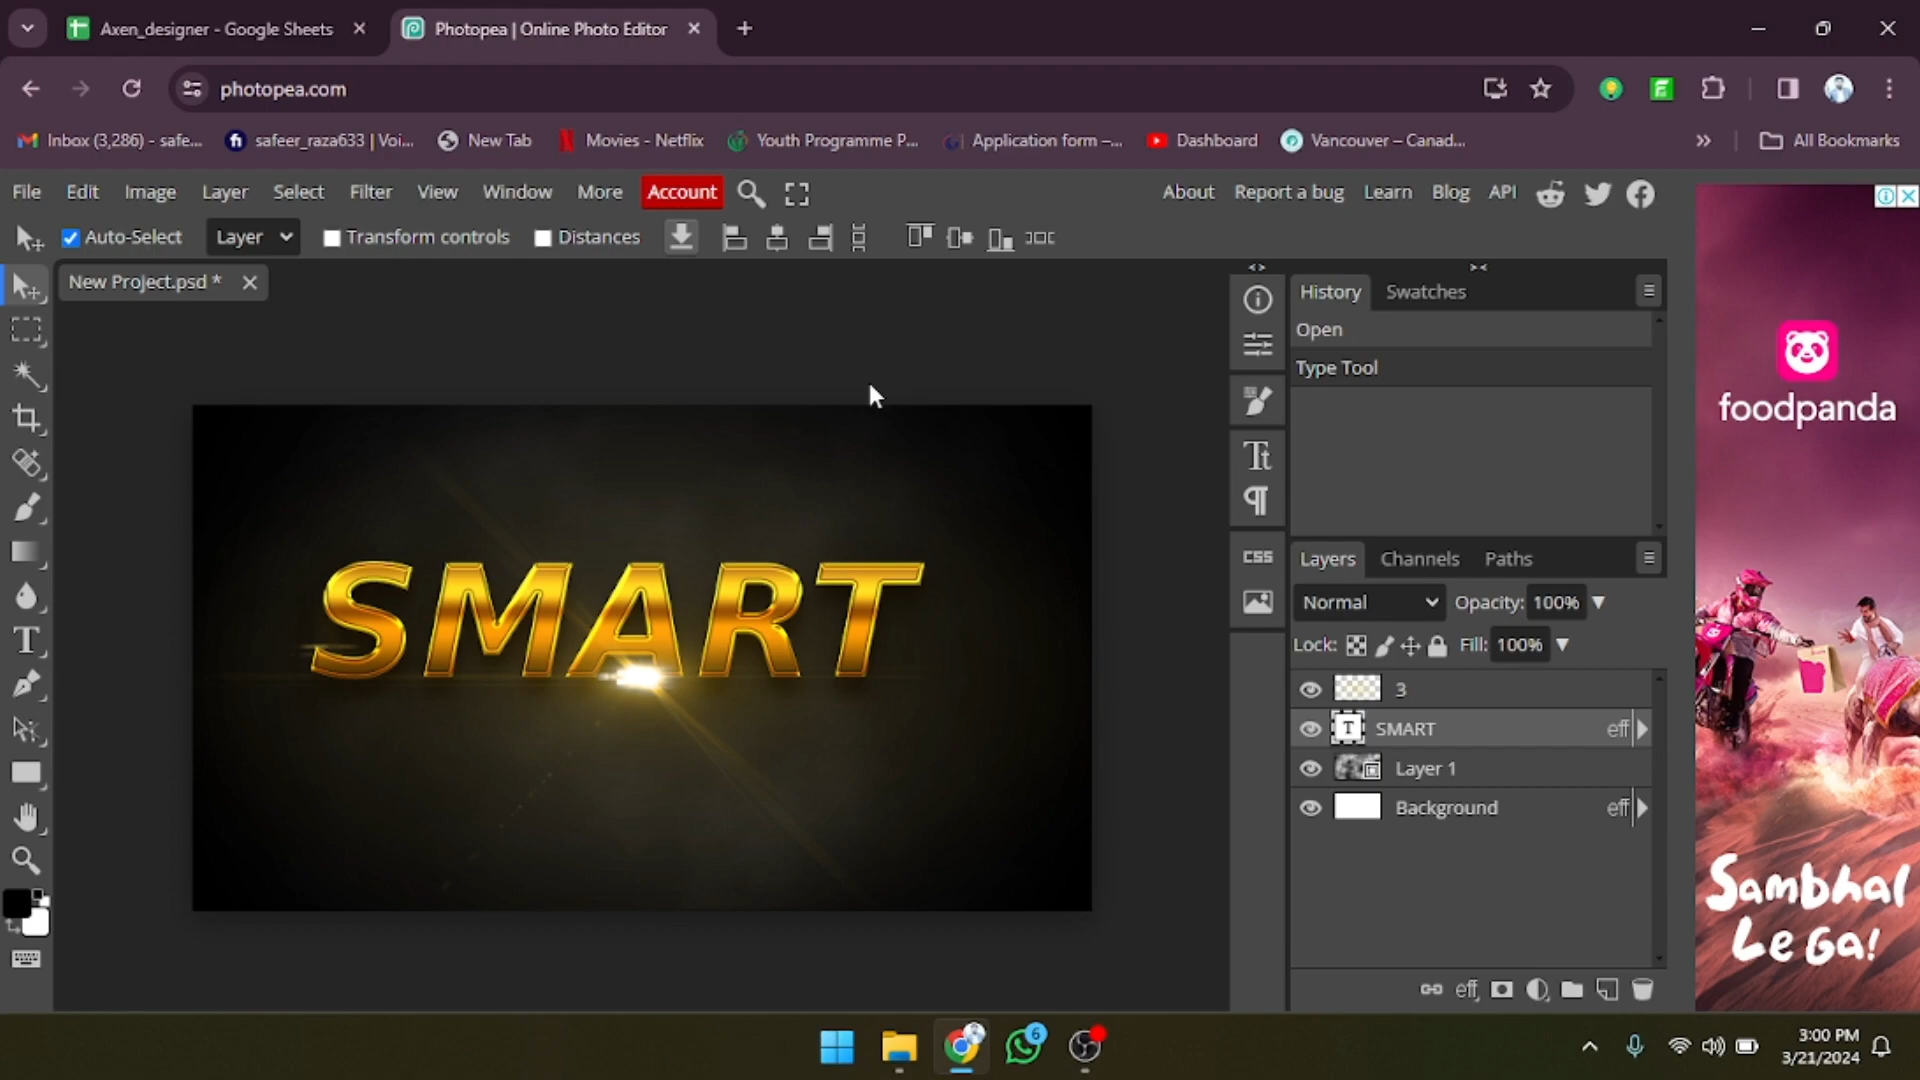 Axen_designer - Google Sheets
Photopea | Online Photo Editor
photopea.com
Inbox (3,286) - safe...
safeer_raza633 | Voi...
New Tab
Movies - Netflix
Youth Programme P...
Application form –...
Dashboard
Vancouver – Canad...
All Bookmarks
File Edit Image Layer Select Filter View Window More Account
About Report a bug Learn Blog API
Auto-Select Layer Transform controls Distances
New Project.psd *
History Swatches
Open
Type Tool
SMART
CSS
Layers Channels Paths
Normal Opacity: 100%
Lock: Fill: 100%
3
SMART eff
Layer 1
Background eff
eff
foodpanda
Sambhal
Le Ga!
6
3:00 PM
3/21/2024